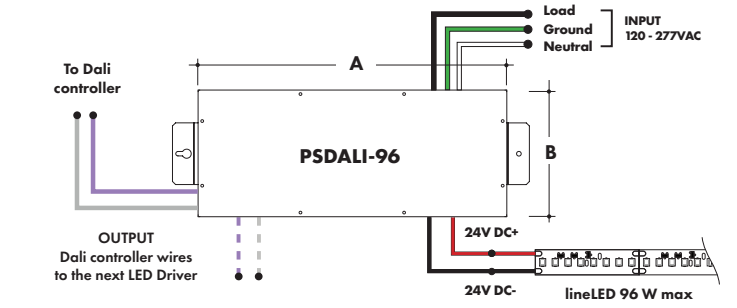 Load
Ground
Neutral
INPUT
120 - 277VAC
To Dali
controller
A
PSDALI-96
B
OUTPUT
Dali controller wires
to the next LED Driver
24V DC+
24V DC-
lineLED 96 W max